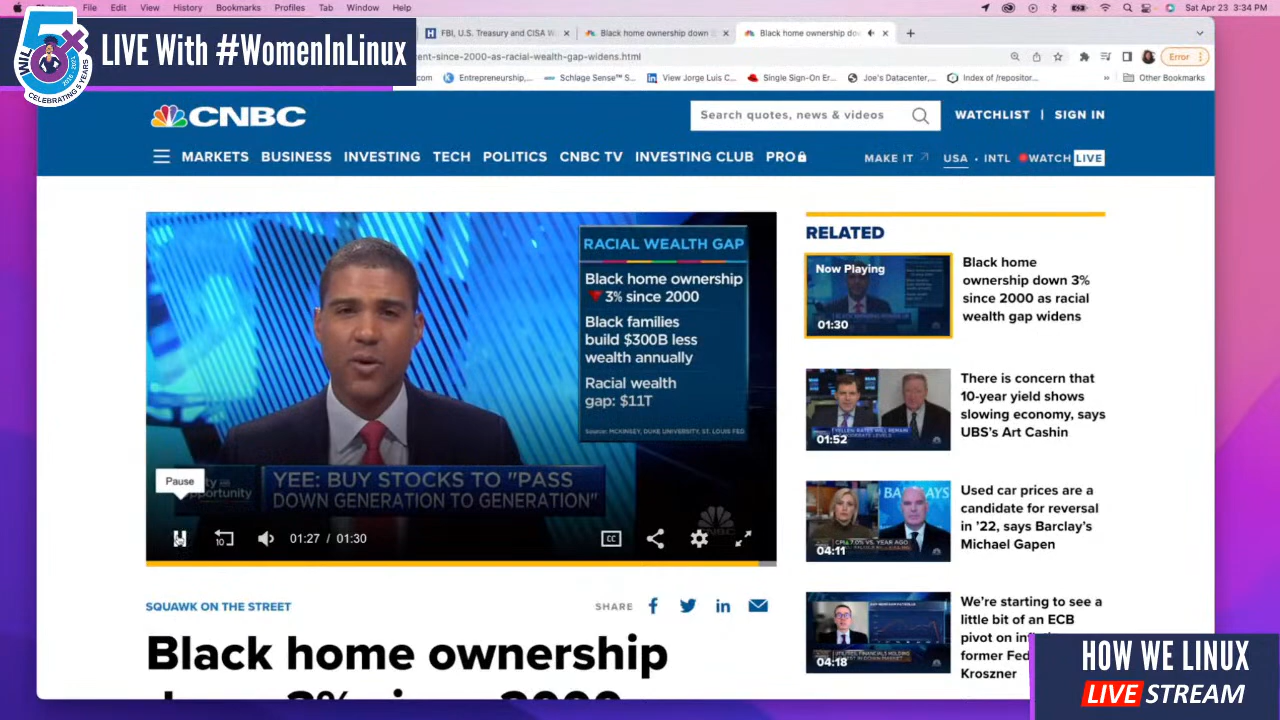 File Edit View History Bookmarks Profiles Tab Window Help
Sat Apr 23 3:34 PM
5x
WIL
2016-2021
CELEBRATING 5 YEARS
LIVE With #WomenInLinux
FBI, U.S. Treasury and CISA W
Black home ownership down
Black home ownership do
ent-since-2000-as-racial-wealth-gap-widens.html
Error
com
Entrepreneurship,...
Schlage Sense™ S...
View Jorge Luis C...
Single Sign-On Er...
Joe's Datacenter,...
Index of /repositor...
Other Bookmarks
CNBC
Search quotes, news & videos
WATCHLIST | SIGN IN
MARKETS BUSINESS INVESTING TECH POLITICS CNBC TV INVESTING CLUB PRO
MAKE IT USA • INTL WATCH LIVE
RACIAL WEALTH GAP
Black home ownership
3% since 2000
Black families
build $300B less
wealth annually
Racial wealth
gap: $11T
Source: MCKINSEY, DUKE UNIVERSITY, ST. LOUIS FED
Pause
YEE: BUY STOCKS TO "PASS
DOWN GENERATION TO GENERATION"
pportunity
10
01:27 / 01:30
CC
SQUAWK ON THE STREET
SHARE
Black home ownership
RELATED
Now Playing
01:30
Black home
ownership down 3%
since 2000 as racial
wealth gap widens
01:52
There is concern that
10-year yield shows
slowing economy, says
UBS's Art Cashin
BARCLAYS
04:11
Used car prices are a
candidate for reversal
in '22, says Barclay's
Michael Gapen
04:18
We're starting to see a
little bit of an ECB
pivot on inf
former Fed
Kroszner
HOW WE LINUX
LIVE STREAM